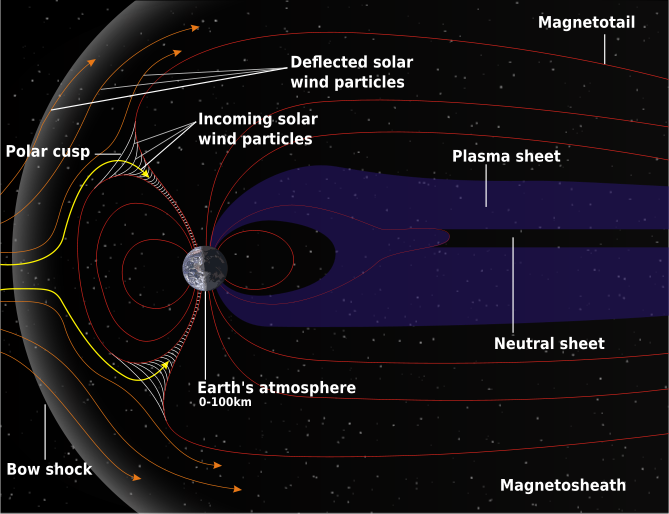 Magnetotail
Deflected solar
wind particles
Incoming solar
wind particles
Polar cusp
Plasma sheet
Neutral sheet
Earth's atmosphere
0-100km
Bow shock
Magnetosheath